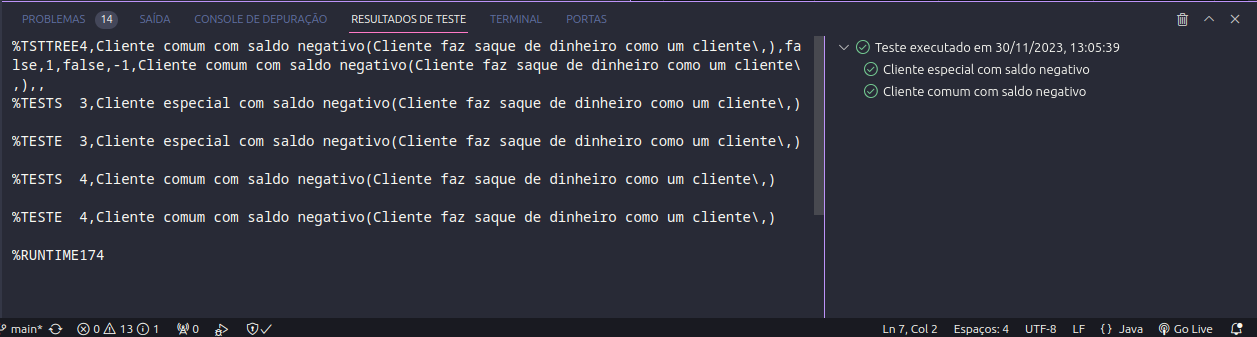 PROBLEMAS 14 SAÍDA CONSOLE DE DEPURAÇÃO RESULTADOS DE TESTE TERMINAL PORTAS
%TSTTREE4,Cliente comum com saldo negativo(Cliente faz saque de dinheiro como um cliente\,),fa
lse,1,false,-1,Cliente comum com saldo negativo(Cliente faz saque de dinheiro como um cliente\
,),,
%TESTS  3,Cliente especial com saldo negativo(Cliente faz saque de dinheiro como um cliente\,)
%TESTE  3,Cliente especial com saldo negativo(Cliente faz saque de dinheiro como um cliente\,)
%TESTS  4,Cliente comum com saldo negativo(Cliente faz saque de dinheiro como um cliente\,)
%TESTE  4,Cliente comum com saldo negativo(Cliente faz saque de dinheiro como um cliente\,)
%RUNTIME174
Teste executado em 30/11/2023, 13:05:39
Cliente especial com saldo negativo
Cliente comum com saldo negativo
main* 0 13 1 0 Ln 7, Col 2 Espaços: 4 UTF-8 LF {} Java Go Live